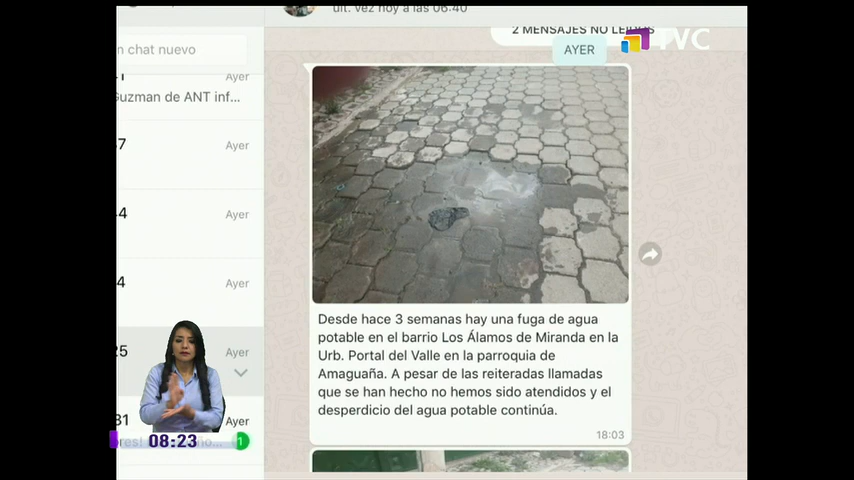 últ. vez hoy a las 06:40
2 MENSAJES NO LEÍDOS
TVC
AYER
n chat nuevo
Ayer
Guzman de ANT inf...
Ayer
Ayer
Ayer
Ayer
Ayer
Desde hace 3 semanas hay una fuga de agua
potable en el barrio Los Álamos de Miranda en la
Urb. Portal del Valle en la parroquia de
Amaguaña. A pesar de las reiteradas llamadas
que se han hecho no hemos sido atendidos y el
desperdicio del agua potable continúa.
18:03
08:23
1